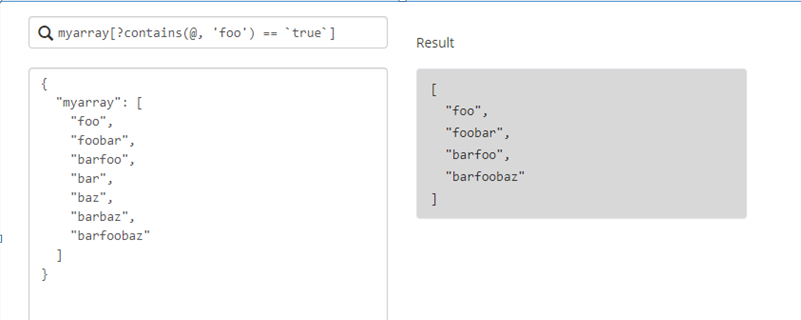 myarray[?contains(@, 'foo') == `true`]
{
  "myarray": [
    "foo",
    "foobar",
    "barfoo",
    "bar",
    "baz",
    "barbaz",
    "barfoobaz"
  ]
}
Result
[
  "foo",
  "foobar",
  "barfoo",
  "barfoobaz"
]